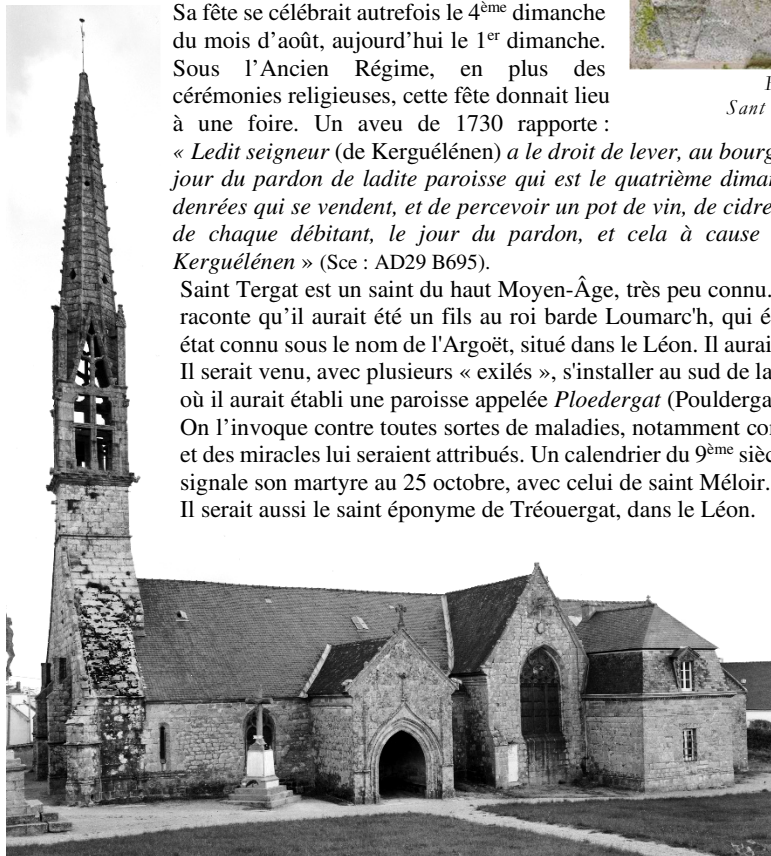 Sa fête se célébrait autrefois le 4ème dimanche
du mois d’août, aujourd’hui le 1er dimanche.
Sous l’Ancien Régime, en plus des
cérémonies religieuses, cette fête donnait lieu
Sant
à une foire. Un aveu de 1730 rapporte :
« Ledit seigneur (de Kerguélénen) a le droit de lever, au bourg
jour du pardon de ladite paroisse qui est le quatrième
denrées qui se vendent, et de percevoir un pot de vin, de cidre
de chaque débitant, le jour du pardon, et cela à cause
Kerguélénen » (Sce : AD29 B695).
Saint Tergat est un saint du haut Moyen-Âge, très peu connu.
raconte qu’il aurait été un fils au roi barde Loumarc'h, qui
état connu sous le nom de l'Argoët, situé dans le Léon. Il aurait
Il serait venu, avec plusieurs « exilés », s'installer au sud de la
où il aurait établi une paroisse appelée Ploedergat
On l’invoque contre toutes sortes de maladies, notamment
et des miracles lui seraient attribués. Un calendrier du 9ème
signale son martyre au 25 octobre, avec celui de saint Méloir.
Il serait aussi le saint éponyme de Tréouergat, dans le Léon.